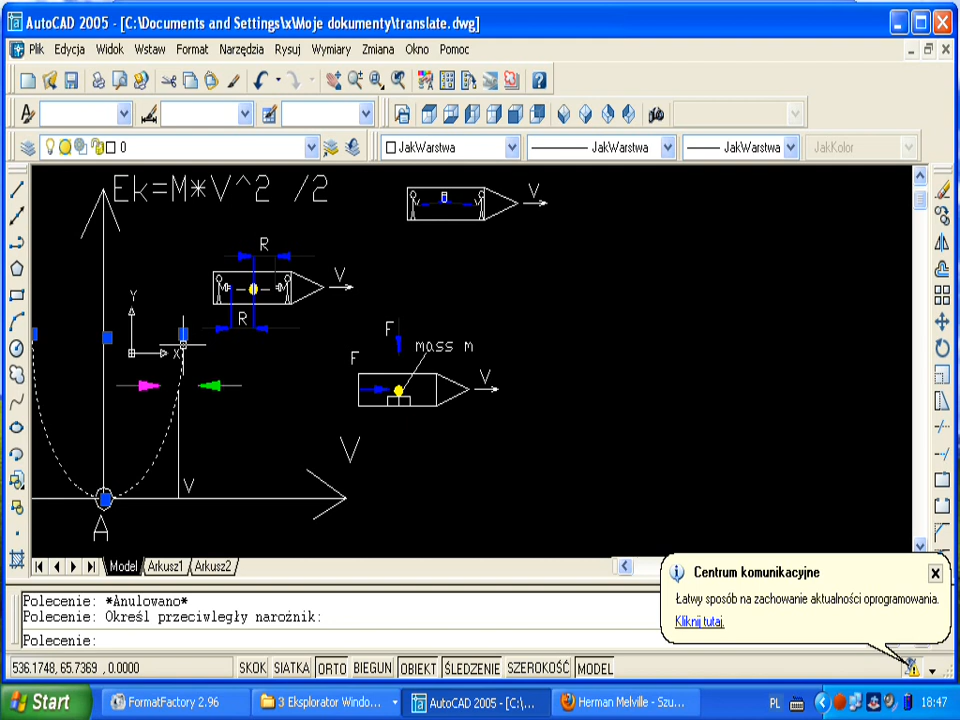 AutoCAD 2005 - [C:\Documents and Settings\x\Moje dokumenty\translate.dwg]
Plik Edycja Widok Wstaw Format Narzędzia Rysuj Wymiary Zmiana Okno Pomoc
0 JakWarstwa JakWarstwa JakWarstwa JakKolor
Ek=M*V^2 /2
V
R
V
Y
R
X
F
mass m
F
V
V
V
A
Model Arkusz1 Arkusz2
Polecenie: *Anulowano*
Polecenie: Określ przeciwległy narożnik:
Polecenie:
Centrum komunikacyjne
Łatwy sposób na zachowanie aktualności oprogramowania.
Kliknij tutaj.
536.1748, 65.7369 , 0.0000 SKOK SIATKA ORTO BIEGUN OBIEKT ŚLEDZENIE SZEROKOŚĆ MODEL
Start FormatFactory 2.96 3 Eksplorator Windo... AutoCAD 2005 - [C:\... Herman Melville - Szu... PL 18:47